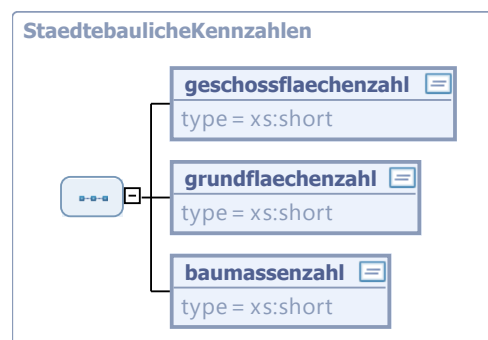 StaedtebaulicheKennzahlen
geschossflaechenzahl
type = xs:short
grundflaechenzahl
type = xs:short
baumassenzahl
type = xs:short